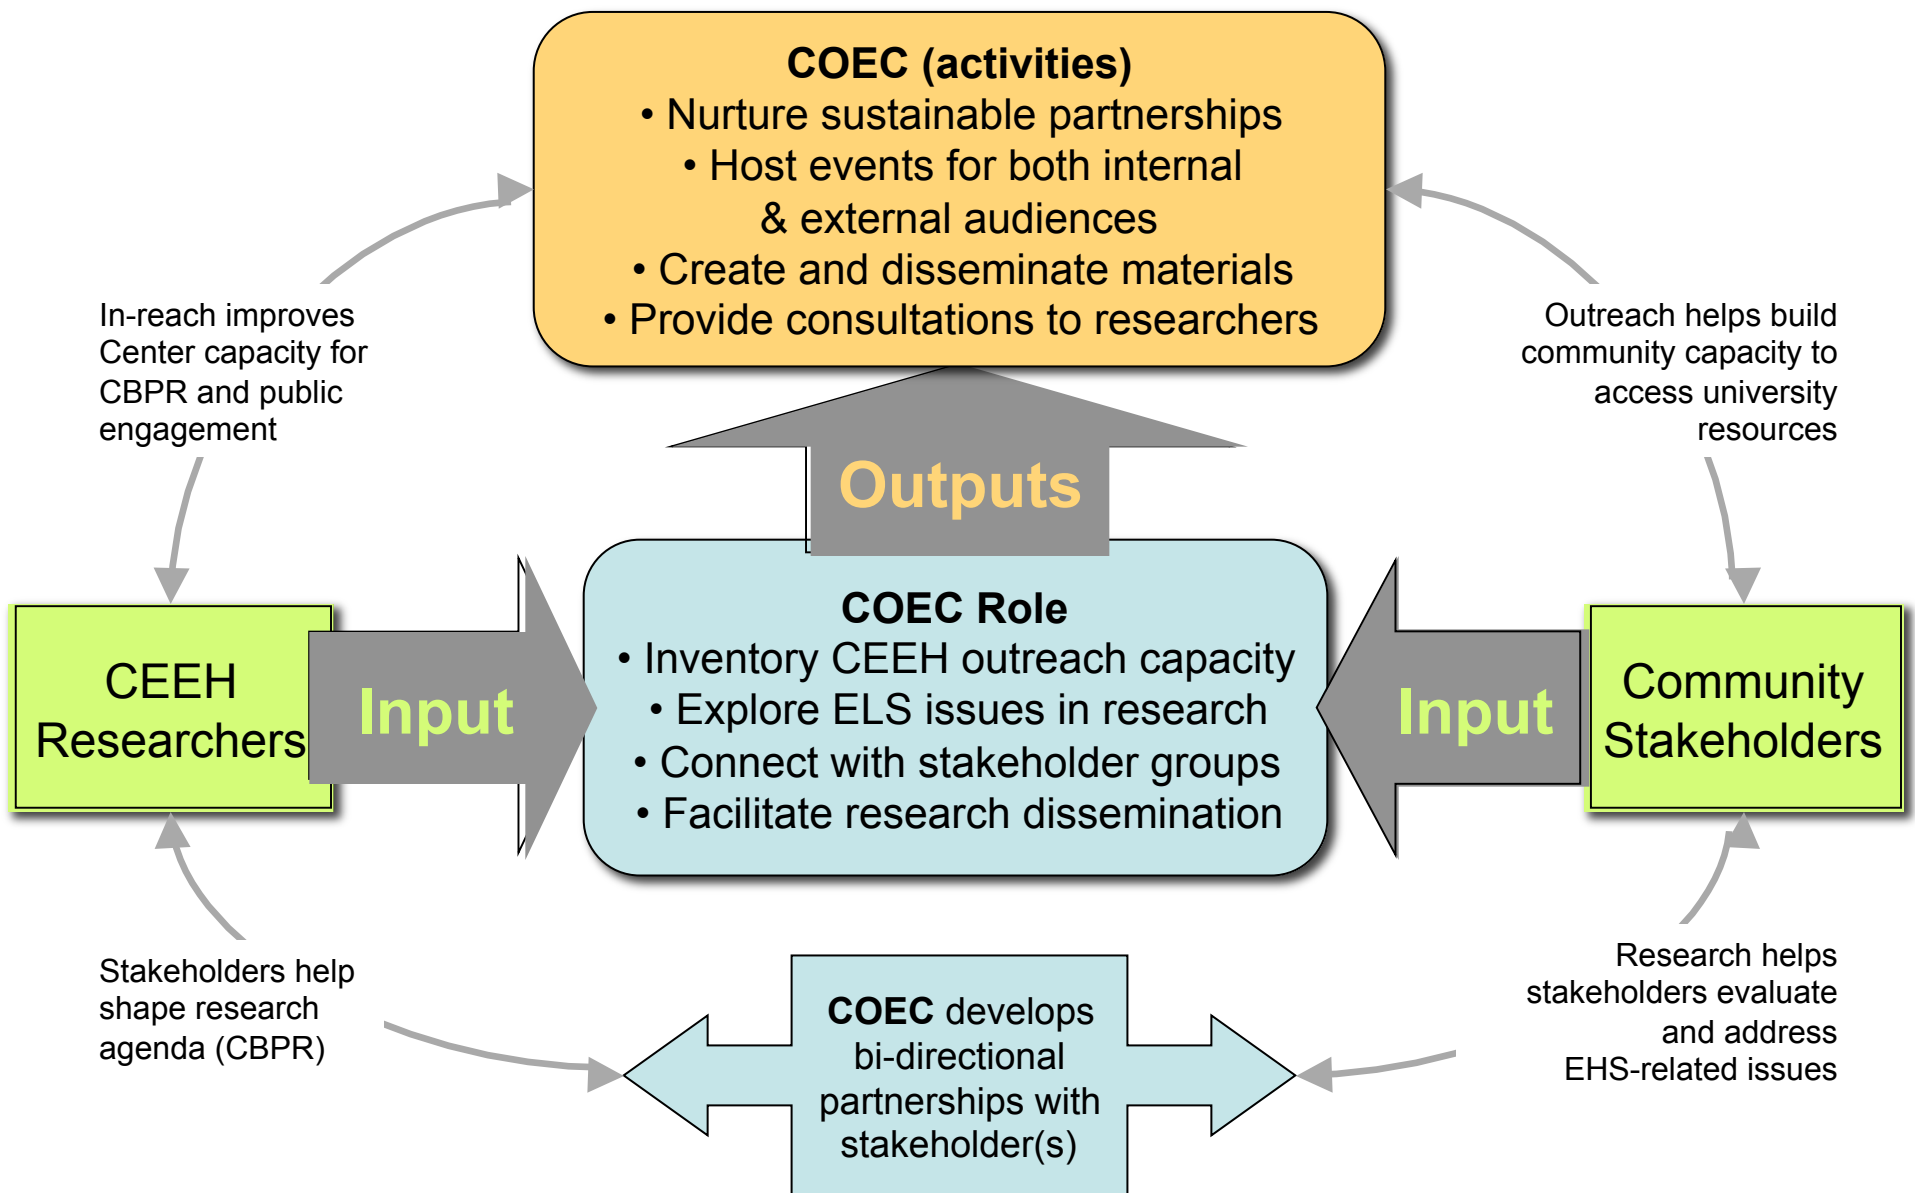 COEC (activities)
• Nurture sustainable partnerships
• Host events for both internal
& external audiences
• Create and disseminate materials
• Provide consultations to researchers
In-reach improves
Center capacity for
CBPR and public
engagement
Outreach helps build
community capacity to
access university
resources
Outputs
CEEH
Researchers
Input
COEC Role
• Inventory CEEH outreach capacity
• Explore ELS issues in research
• Connect with stakeholder groups
• Facilitate research dissemination
Input
Community
Stakeholders
Stakeholders help
shape research
agenda (CBPR)
COEC develops
bi-directional
partnerships with
stakeholder(s)
Research helps
stakeholders evaluate
and address
EHS-related issues